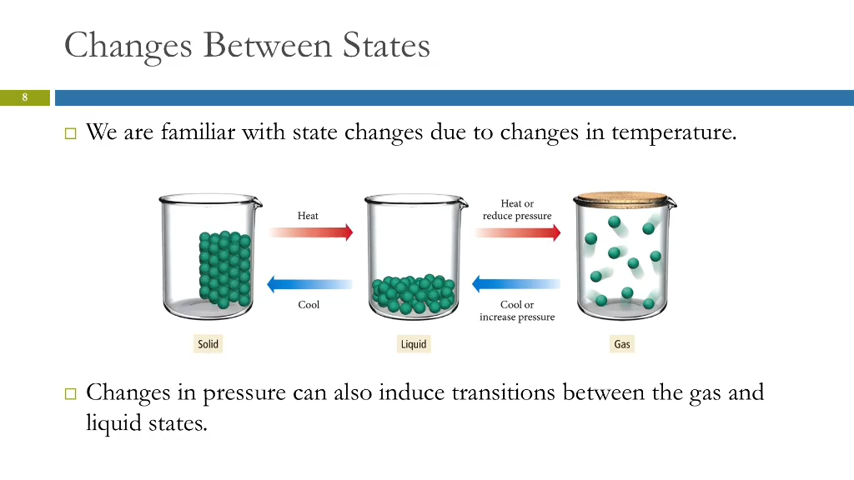 Changes Between States
8
We are familiar with state changes due to changes in temperature.
Heat
Heat or
reduce pressure
Cool
Cool or
increase pressure
Solid
Liquid
Gas
Changes in pressure can also induce transitions between the gas and
liquid states.